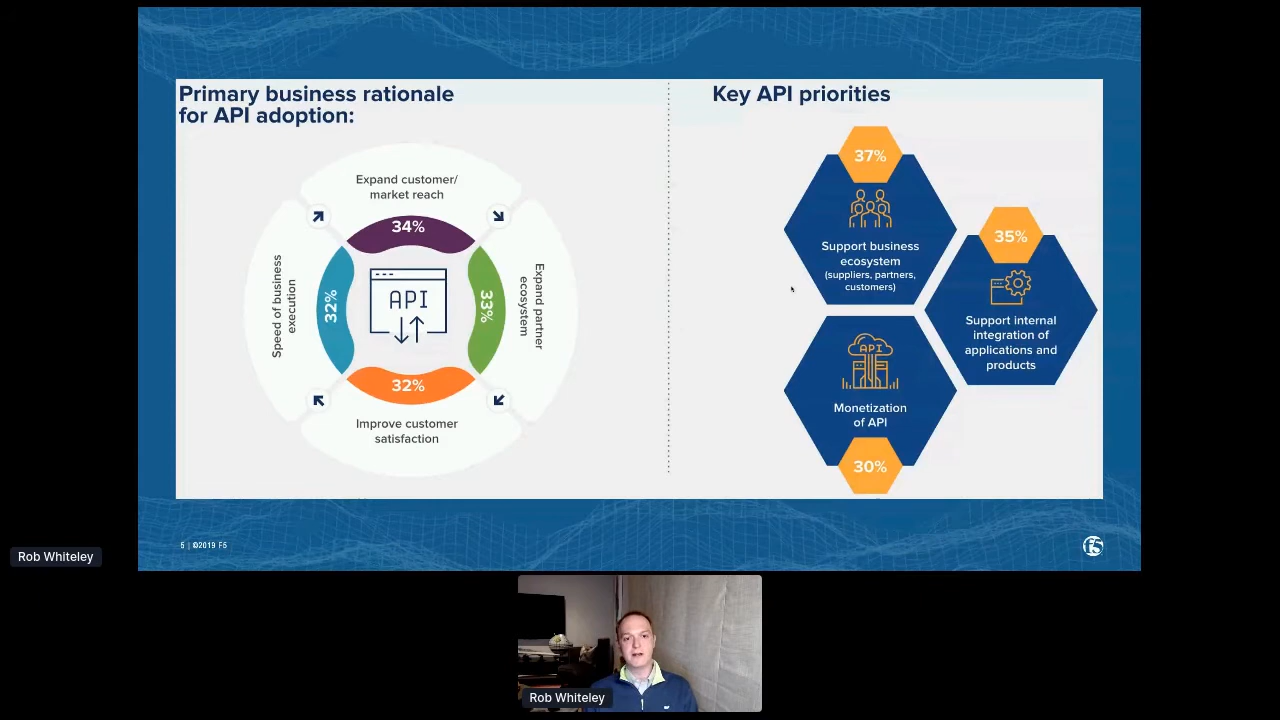 Primary business rationale
for API adoption:
Expand customer/
market reach
34%
Speed of business
execution
32%
API
33%
Expand partner
ecosystem
32%
Improve customer
satisfaction
Key API priorities
37%
Support business
ecosystem
(suppliers, partners,
customers)
35%
Support internal
integration of
applications and
products
API
Monetization
of API
30%
5 | ©2019 F5
f5
Rob Whiteley
Rob Whiteley